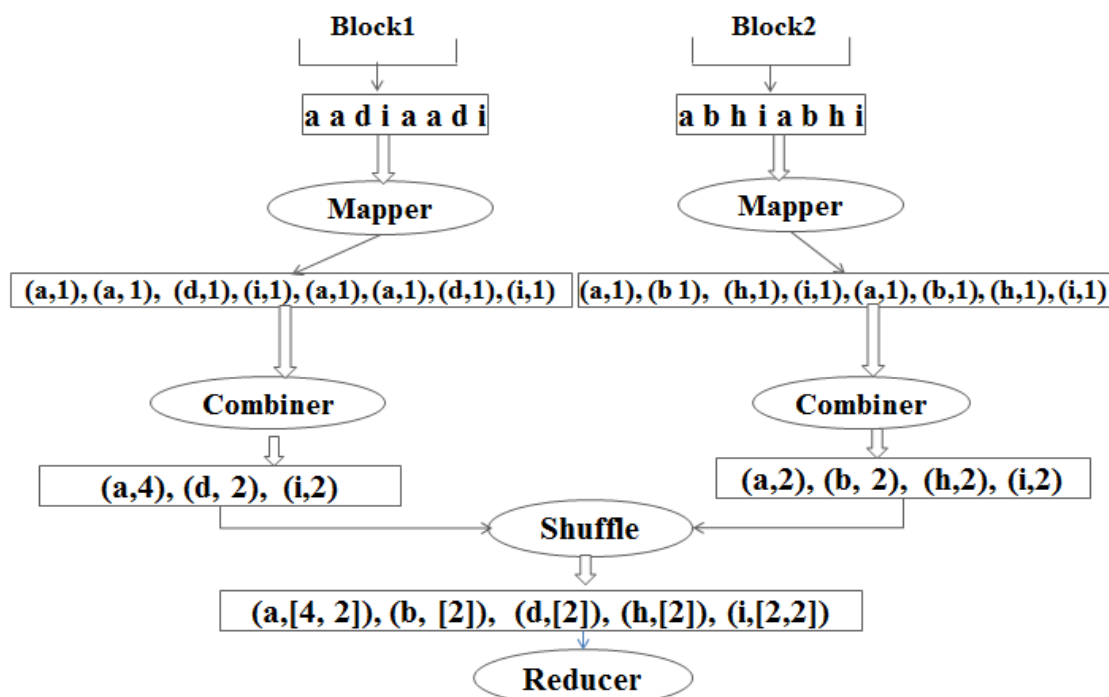 Block1
Block2
a a d i a a d i
a b h i a b h i
Mapper
Mapper
(a,1), (a, 1), (d,1), (i,1), (a,1), (a,1), (d,1), (i,1)
(a,1), (b 1), (h,1), (i,1), (a,1), (b,1), (h,1), (i,1)
Combiner
Combiner
(a,4), (d, 2), (i,2)
(a,2), (b, 2), (h,2), (i,2)
Shuffle
(a,[4, 2]), (b, [2]), (d,[2]), (h,[2]), (i,[2,2])
Reducer